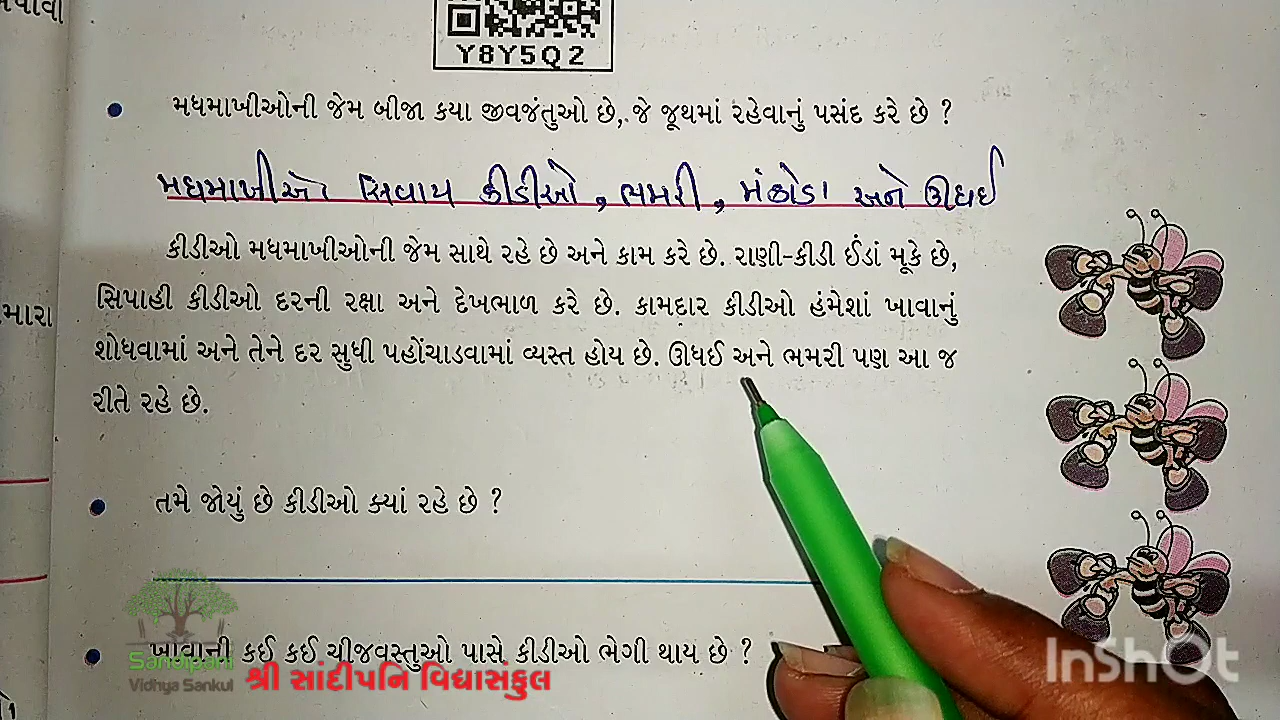 Y8Y5Q2
મધમાખીઓની જેમ બીજા કયા જીવજંતુઓ છે, જે જૂથમાં રહેવાનું પસંદ કરે છે ?
મધમાખીઓ સિવાય કીડીઓ, ભમરી, મંકોડા અને ઊધઈ
કીડીઓ મધમાખીઓની જેમ સાથે રહે છે અને કામ કરે છે. રાણી-કીડી ઈંડાં મૂકે છે,
સિપાહી કીડીઓ દરની રક્ષા અને દેખભાળ કરે છે. કામદાર કીડીઓ હંમેશાં ખાવાનું
મારા
શોધવામાં અને તેને દર સુધી પહોંચાડવામાં વ્યસ્ત હોય છે. ઊધઈ અને ભમરી પણ આ જ
રીતે રહે છે.
તમે જોયું છે કીડીઓ ક્યાં રહે છે ?
ખાવાની કઈ કઈ ચીજવસ્તુઓ પાસે કીડીઓ ભેગી થાય છે ?
Sandipani
Vidhya Sankul
શ્રી સાંદીપનિ વિદ્યાસંકુલ
InShOt